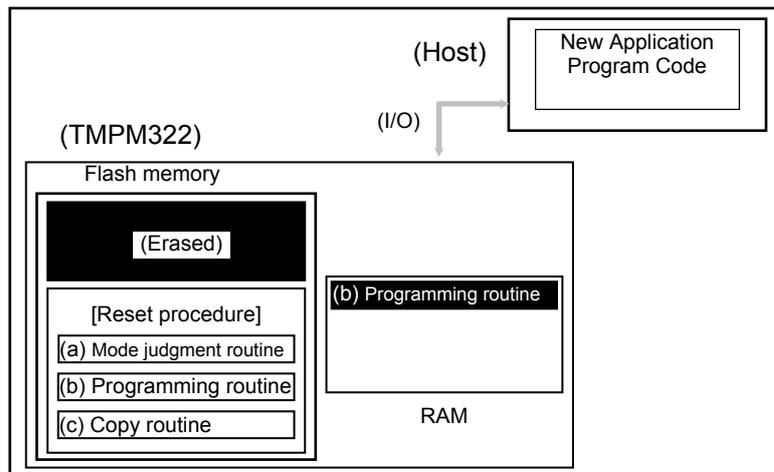 (Host)
New Application
Program Code
(I/O)
(TMPM322)
Flash memory
(Erased)
[Reset procedure]
(a) Mode judgment routine
(b) Programming routine
(c) Copy routine
(b) Programming routine
RAM